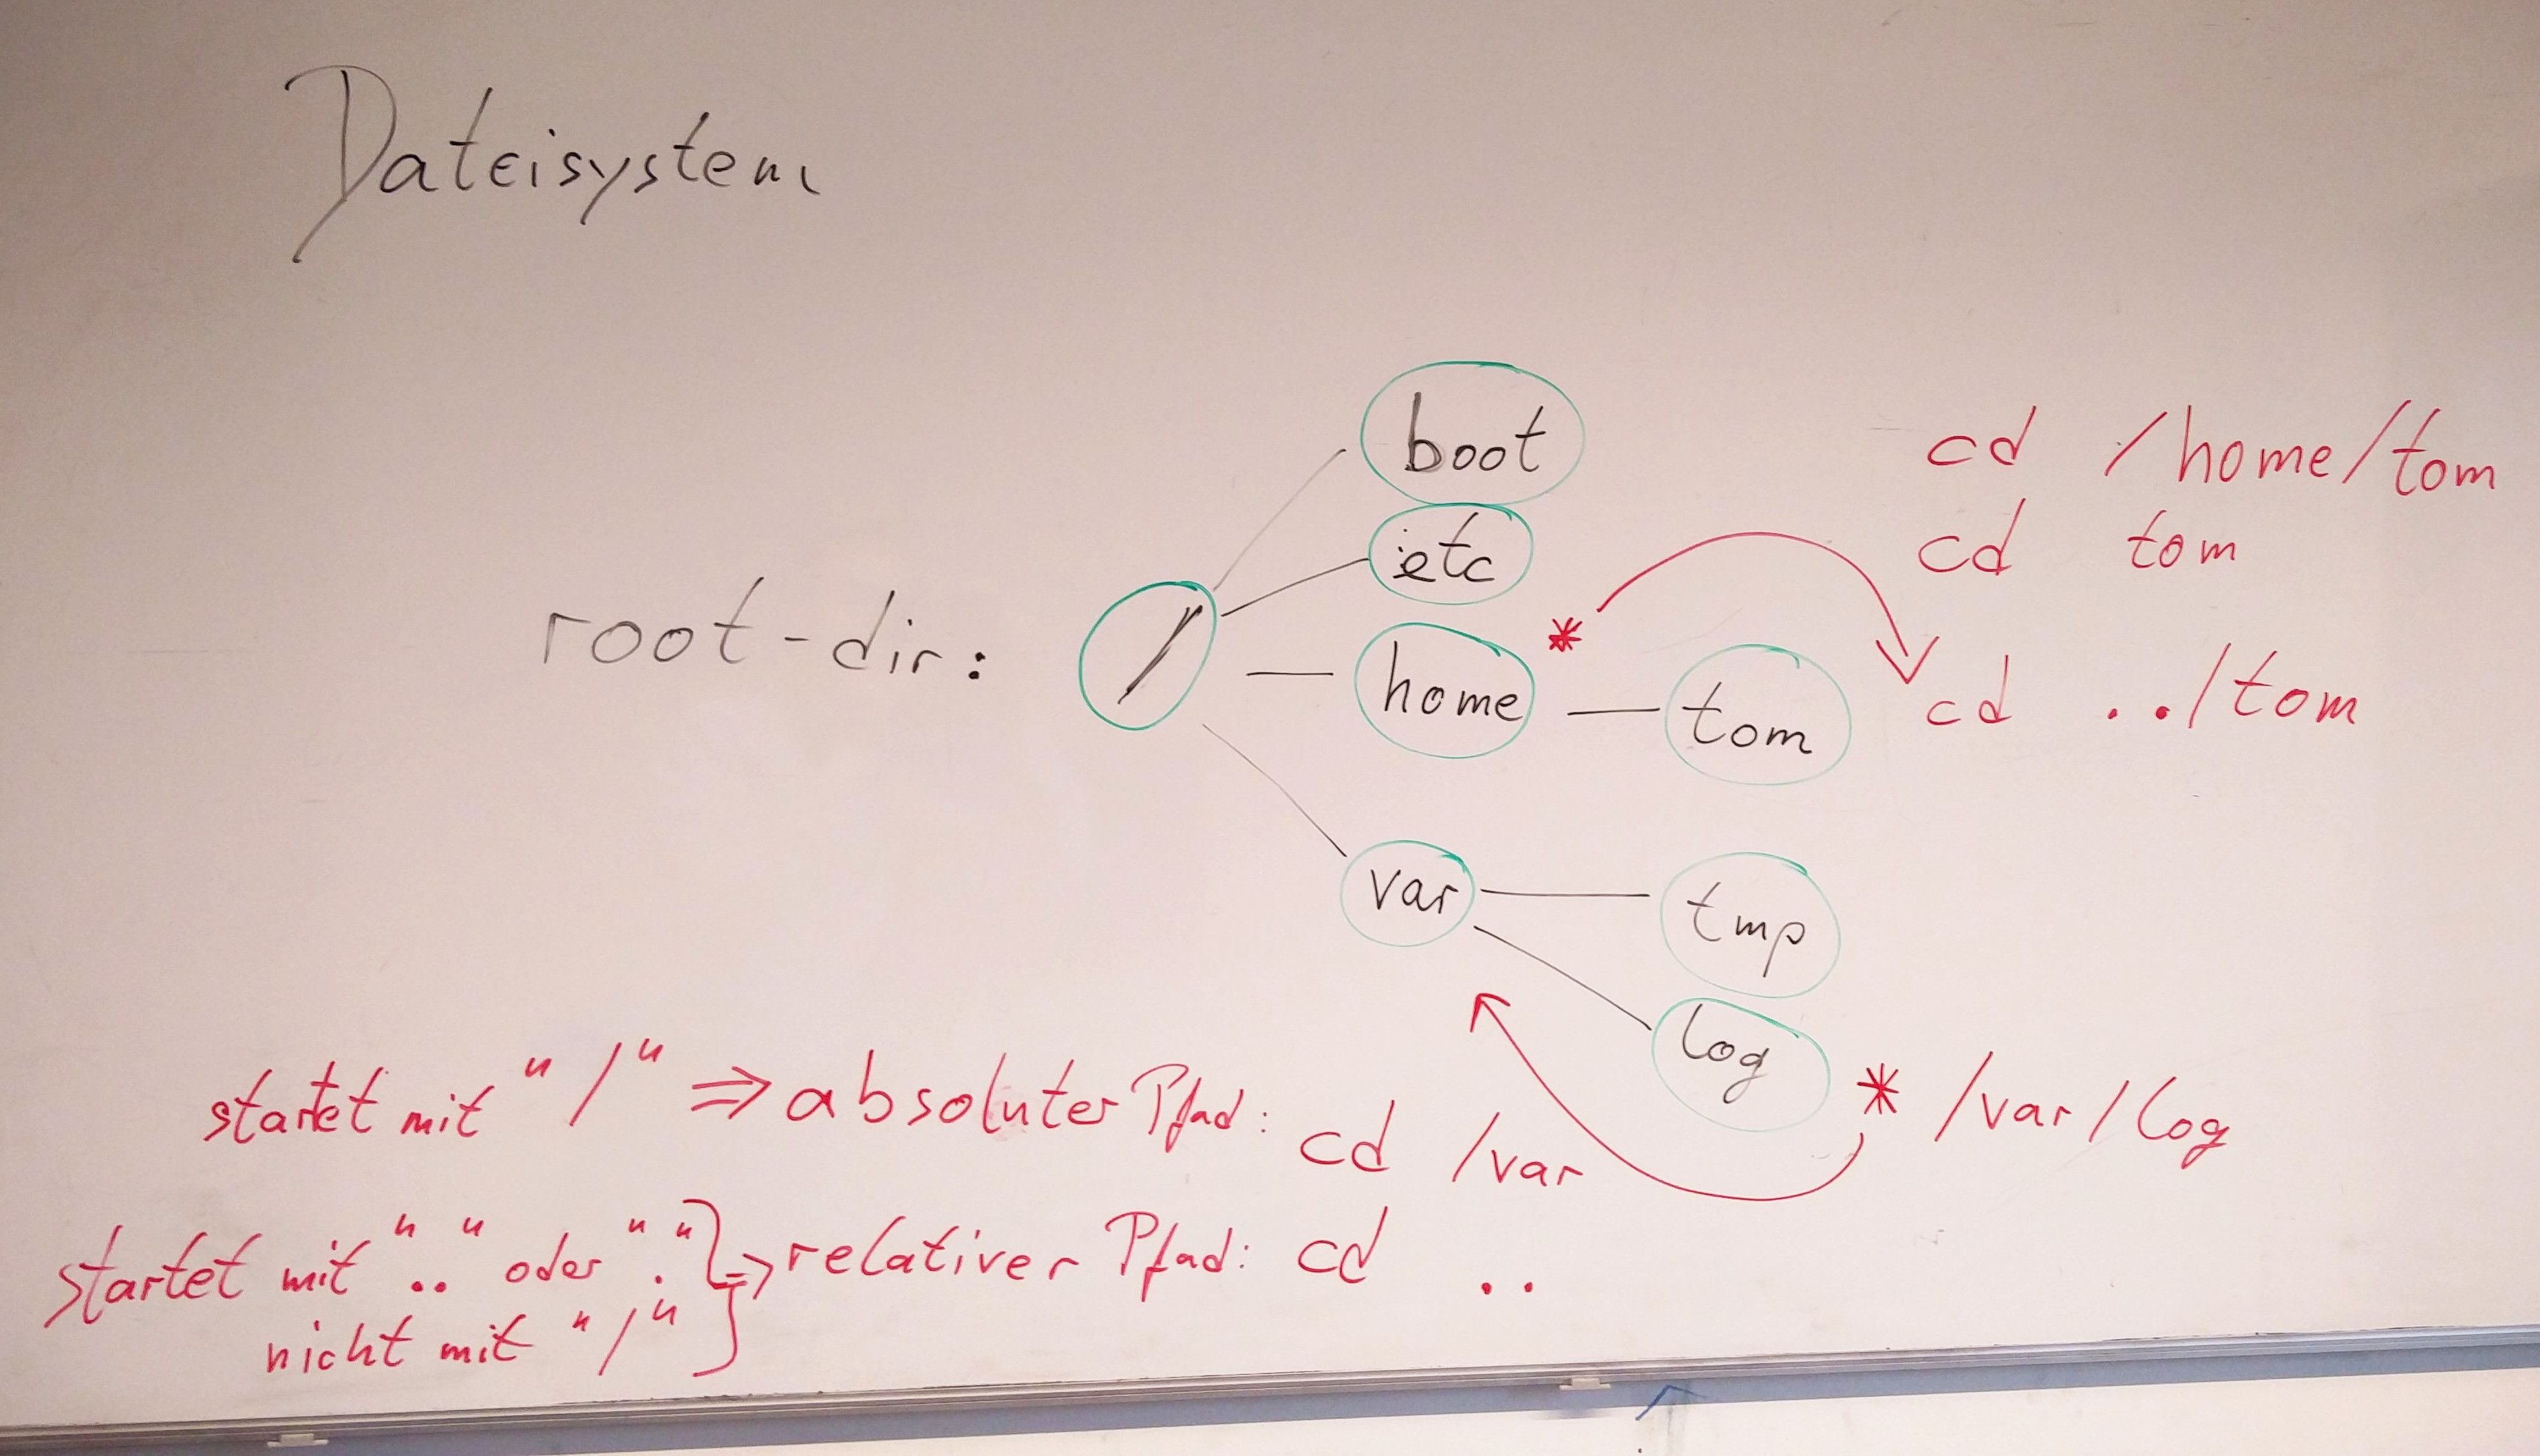 Dateisystem
boot
cd /home/tom
etc
cd tom
root-dir: / home * tom
cd ../tom
var tmp
log * /var/log
startet mit "/" ⇒ absoluter Pfad: cd /var
startet mit ".." oder "." } ⇒ relativer Pfad: cd ..
nicht mit "/"